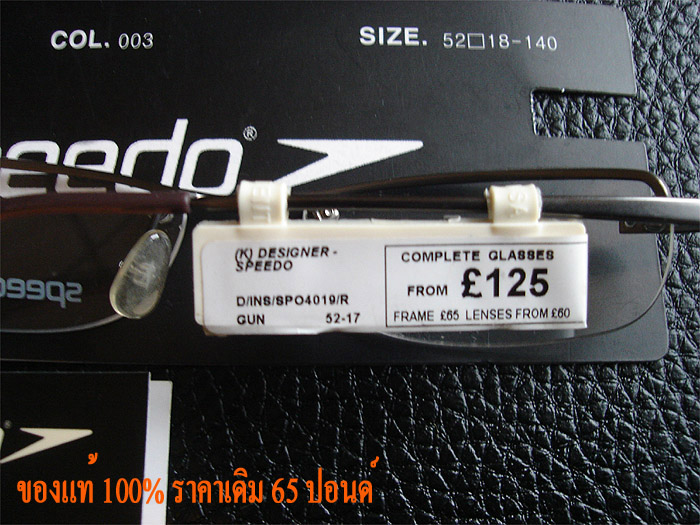 COL. 003
SIZE. 52□18-140
speedo®
speedo
(K) DESIGNER -
SPEEDO
D/INS/SPO4019/R
GUN 52-17
COMPLETE GLASSES
FROM £125
FRAME £65 LENSES FROM £60
ของแท้ 100% ราคาเดิม 65 ปอนด์